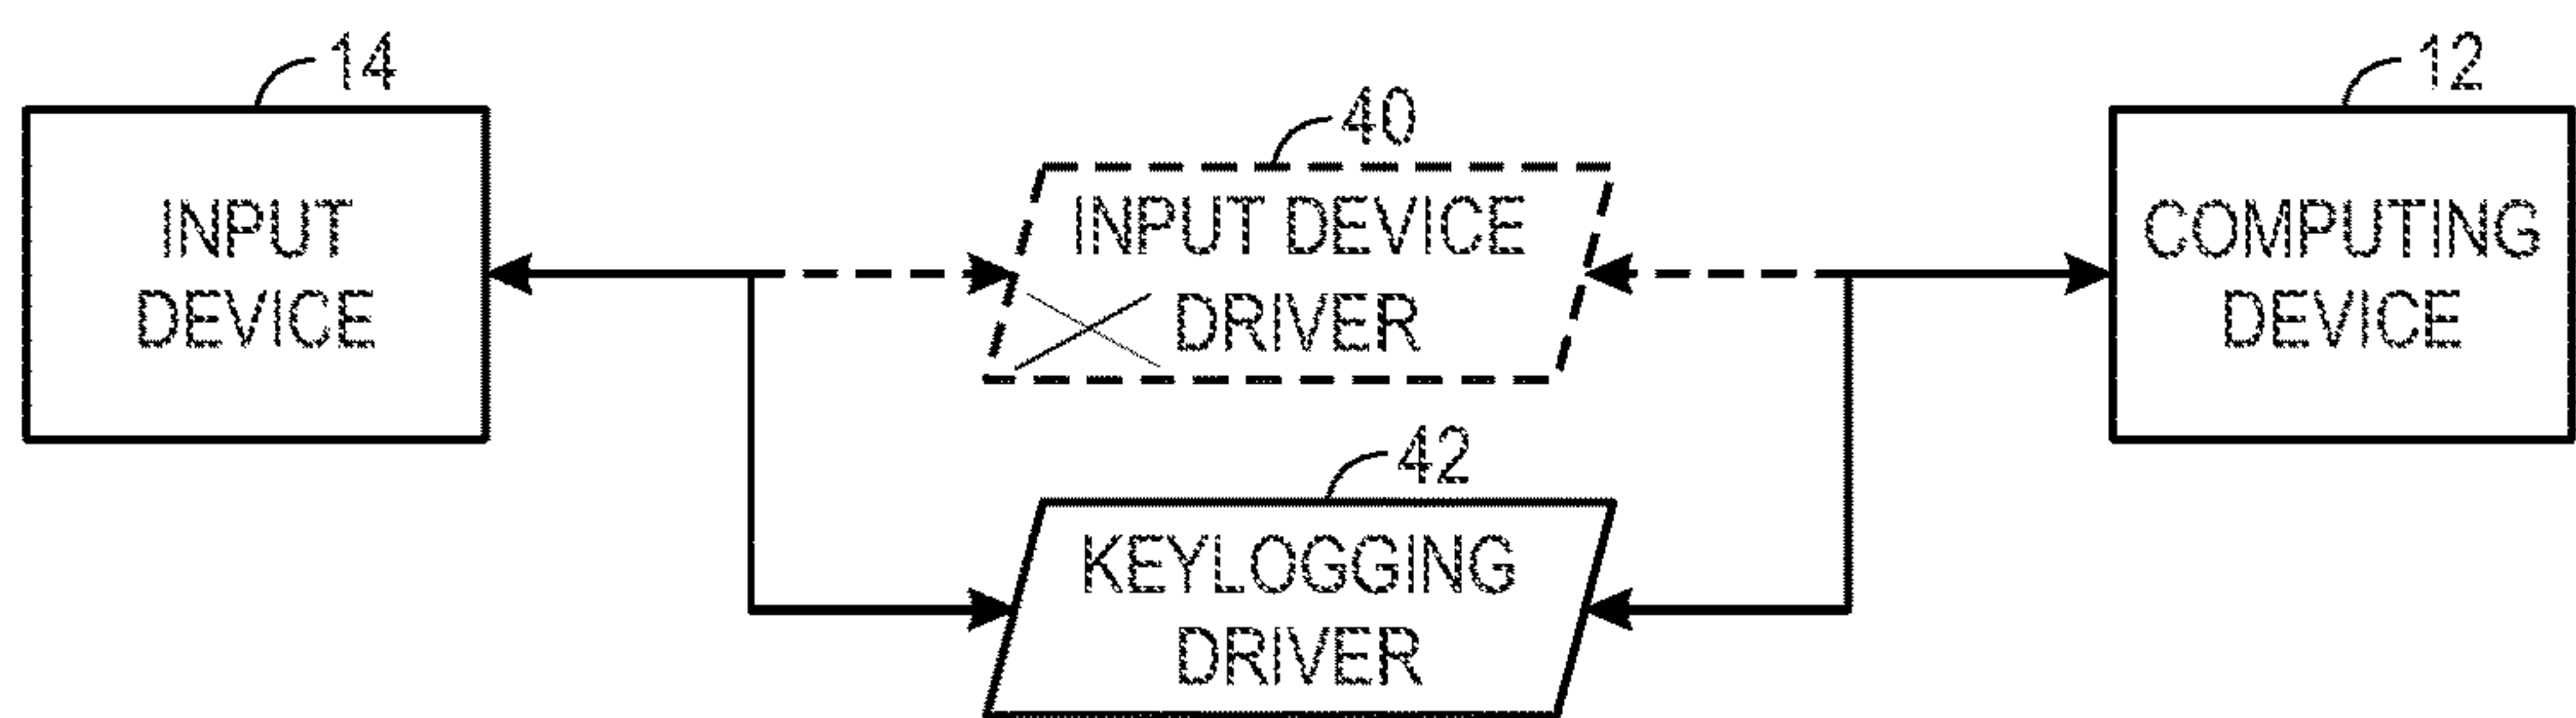 14
12
40
INPUT
DEVICE
INPUT DEVICE
DRIVER
COMPUTING
DEVICE
42
KEYLOGGING
DRIVER